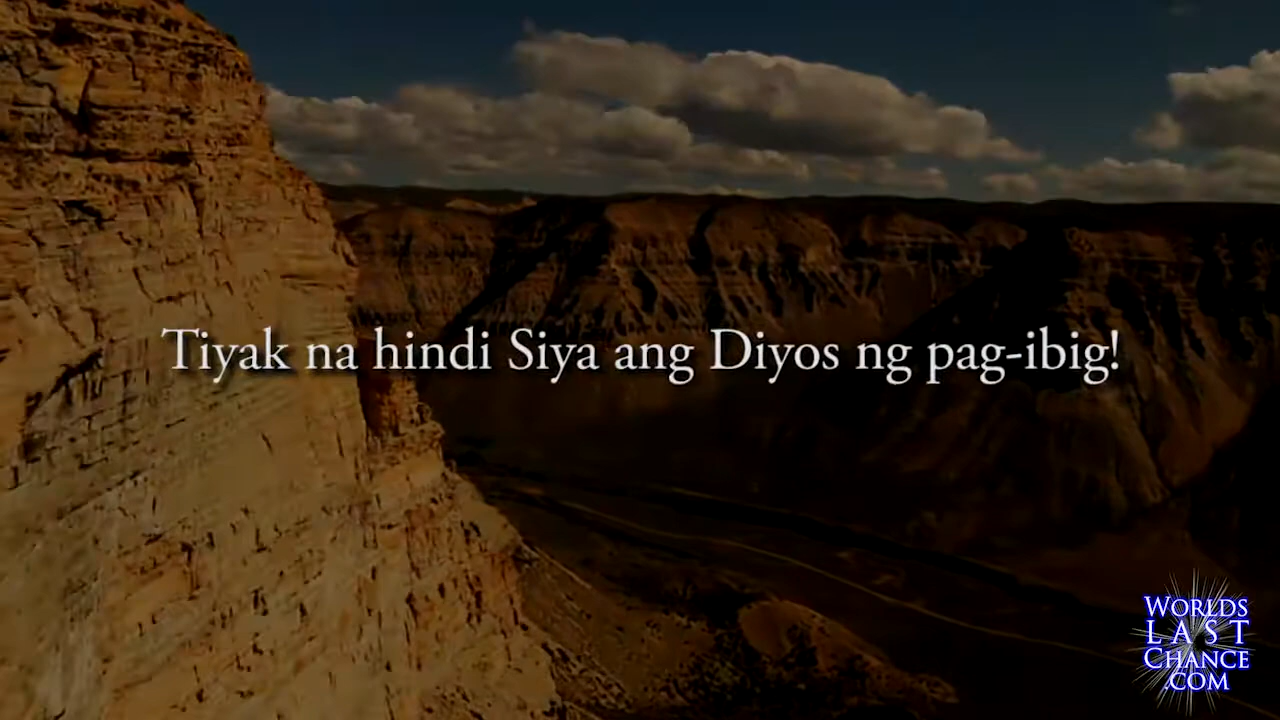 Tiyak na hindi Siya ang Diyos ng pag-ibig!
WORLDS
LAST
CHANCE
.COM